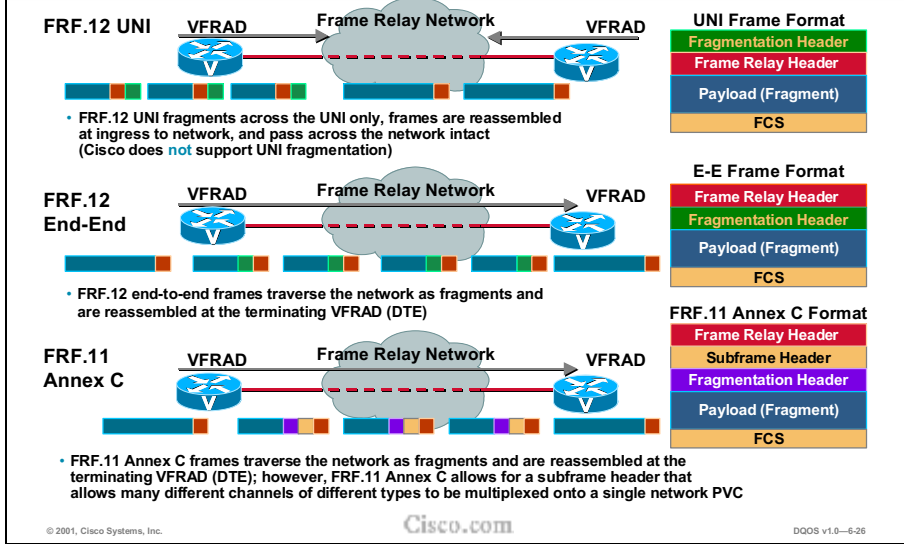 FRF.12 UNI
VFRAD
Frame Relay Network
VFRAD
V
V
• FRF.12 UNI fragments across the UNI only, frames are reassembled
at ingress to network, and pass across the network intact
(Cisco does not support UNI fragmentation)
UNI Frame Format
Fragmentation Header
Frame Relay Header
Payload (Fragment)
FCS
FRF.12
End-End
VFRAD
Frame Relay Network
VFRAD
V
V
• FRF.12 end-to-end frames traverse the network as fragments and
are reassembled at the terminating VFRAD (DTE)
E-E Frame Format
Frame Relay Header
Fragmentation Header
Payload (Fragment)
FCS
FRF.11
Annex C
VFRAD
Frame Relay Network
VFRAD
V
V
• FRF.11 Annex C frames traverse the network as fragments and are reassembled at the
terminating VFRAD (DTE); however, FRF.11 Annex C allows for a subframe header that
allows many different channels of different types to be multiplexed onto a single network PVC
FRF.11 Annex C Format
Frame Relay Header
Subframe Header
Fragmentation Header
Payload (Fragment)
FCS
© 2001, Cisco Systems, Inc.
Cisco.com
DQOS v1.0—6-26